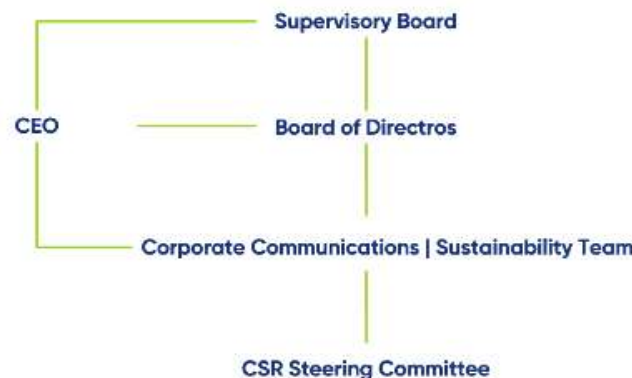 Supervisory Board
CEO
Board of Directros
Corporate Communications | Sustainability Team
CSR Steering Committee